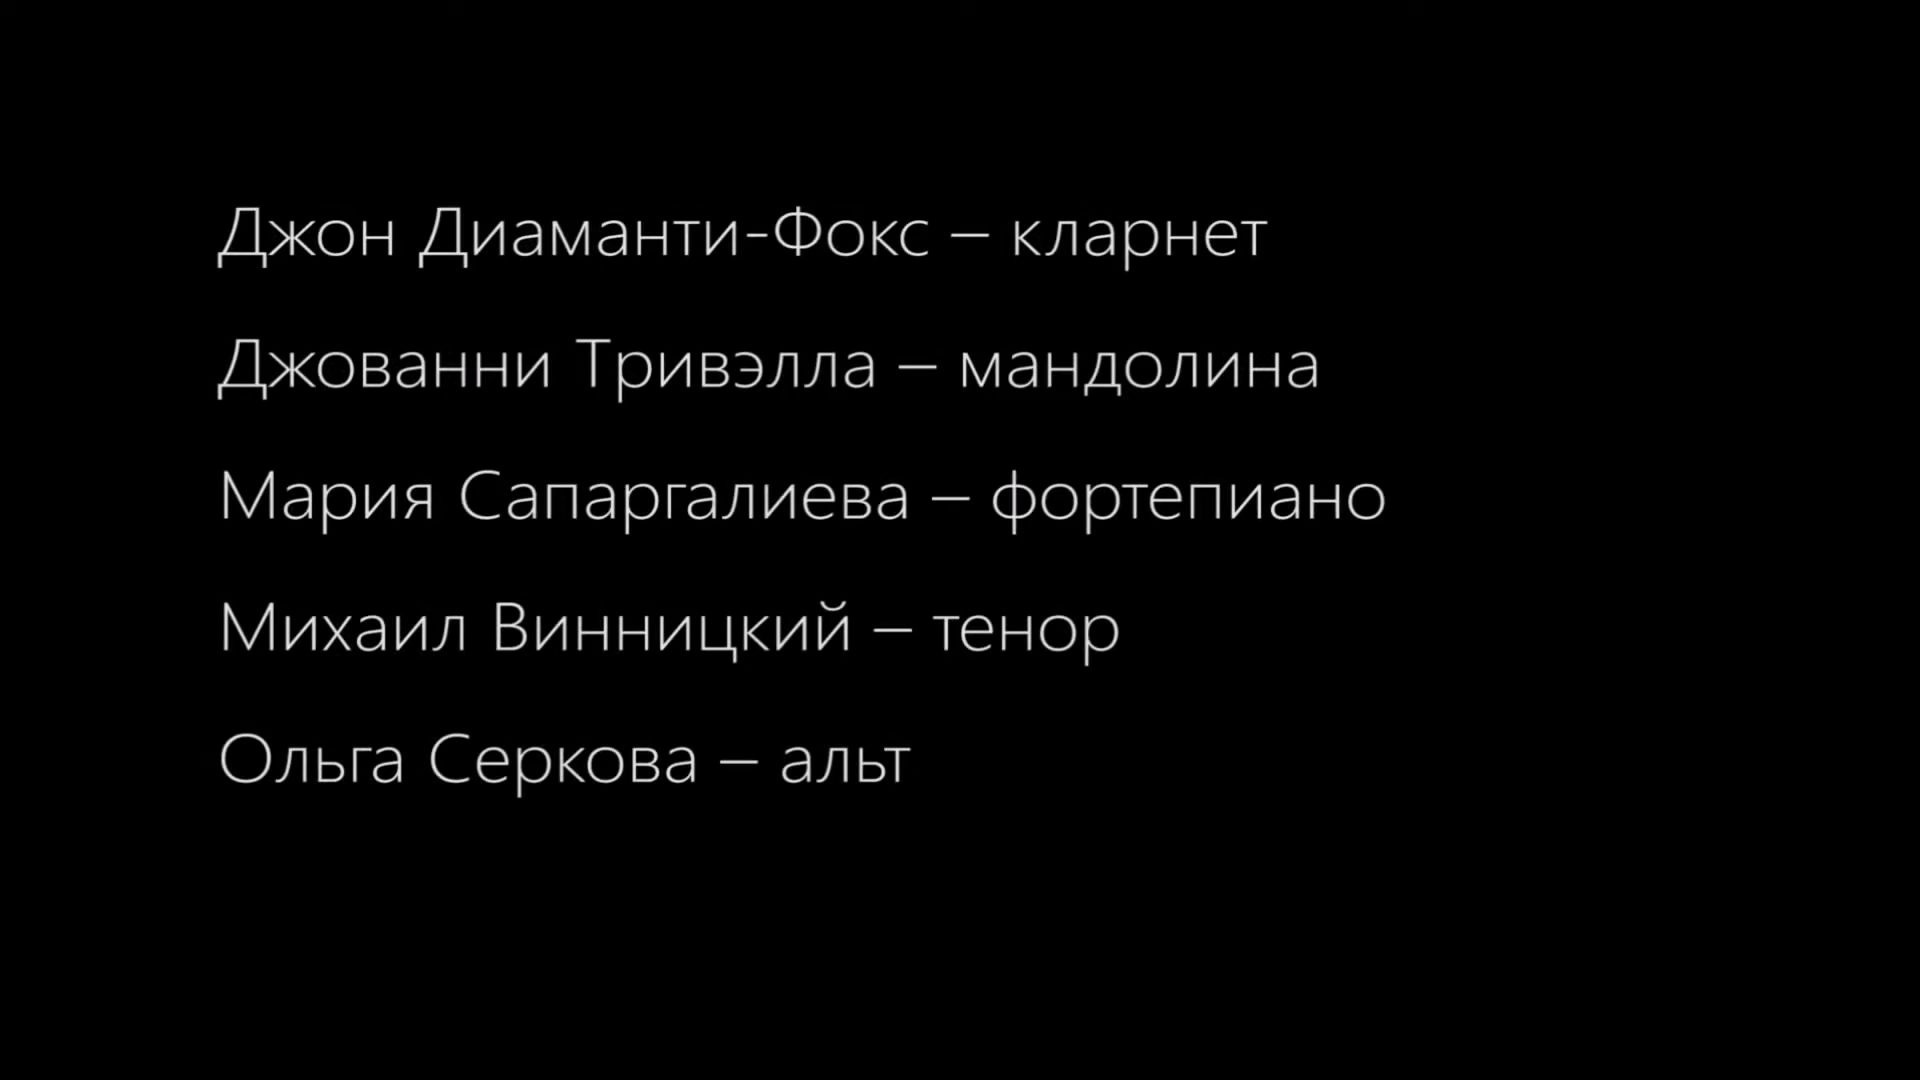 Джон Диаманти-Фокс – кларнет
Джованни Тривэлла – мандолина
Мария Сапаргалиева – фортепиано
Михаил Винницкий – тенор
Ольга Серкова – альт